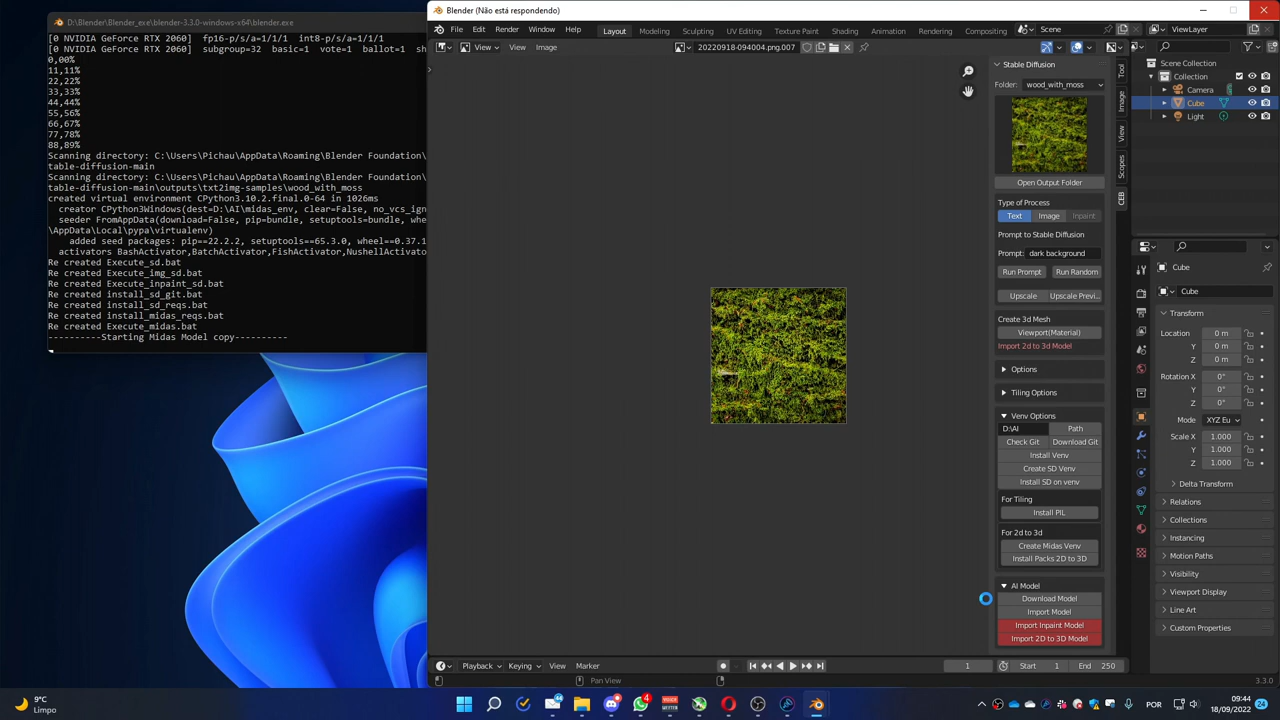 D:\Blender\Blender_exe\blender-3.3.0-windows-x64\blender.exe
[0 NVIDIA GeForce RTX 2060]  fp16-p/s/a=1/1/1  int8-p/s/a=1/1/1
[0 NVIDIA GeForce RTX 2060]  subgroup=32  basic=1  vote=1  ballot=1  sh
0,00%
11,11%
22,22%
33,33%
44,44%
55,56%
66,67%
77,78%
88,89%
Scanning directory: C:\Users\Pichau\AppData\Roaming\Blender Foundation\
table-diffusion-main
Scanning directory: C:\Users\Pichau\AppData\Roaming\Blender Foundation\
table-diffusion-main\outputs\txt2img-samples\wood_with_moss
created virtual environment CPython3.10.2.final.0-64 in 1026ms
creator CPython3Windows(dest=D:\AI\midas_env, clear=False, no_vcs_ign
seeder FromAppData(download=False, pip=bundle, setuptools=bundle, whe
\AppData\Local\pypa\virtualenv)
added seed packages: pip==22.2.2, setuptools==65.3.0, wheel==0.37.1
activators BashActivator,BatchActivator,FishActivator,NushellActivato
Re created Execute_sd.bat
Re created Execute_img_sd.bat
Re created Execute_inpaint_sd.bat
Re created install_sd_git.bat
Re created install_sd_reqs.bat
Re created install_midas_reqs.bat
Re created Execute_midas.bat
----------Starting Midas Model copy----------
Blender (Não está respondendo)
File Edit Render Window Help Layout Modeling Sculpting UV Editing Texture Paint Shading Animation Rendering Compositing Scene ViewLayer
View View Image 20220918-094004.png.007
Stable Diffusion
Folder: wood_with_moss
Open Output Folder
Type of Process
Text Image Inpaint
Prompt to Stable Diffusion
Prompt: dark background
Run Prompt Run Random
Upscale Upscale Previ...
Create 3d Mesh
Viewport(Material)
Import 2d to 3d Model
Options
Tiling Options
Venv Options
D:\AI Path
Check Git Download Git
Install Venv
Create SD Venv
Install SD on venv
For Tiling
Install PIL
For 2d to 3d
Create Midas Venv
Install Packs 2D to 3D
AI Model
Download Model
Import Model
Import Inpaint Model
Import 2D to 3D Model
Tool
Image
View
Scopes
CEB
Scene Collection
Collection
Camera
Cube
Light
Cube
Cube
Transform
Location X 0 m
Y 0 m
Z 0 m
Rotation X 0°
Y 0°
Z 0°
Mode XYZ Eu
Scale X 1.000
Y 1.000
Z 1.000
Delta Transform
Relations
Collections
Instancing
Motion Paths
Visibility
Viewport Display
Line Art
Custom Properties
Playback Keying View Marker 1 Start 1 End 250
Pan View 3.3.0
9°C
Limpo
4
POR
09:44
18/09/2022